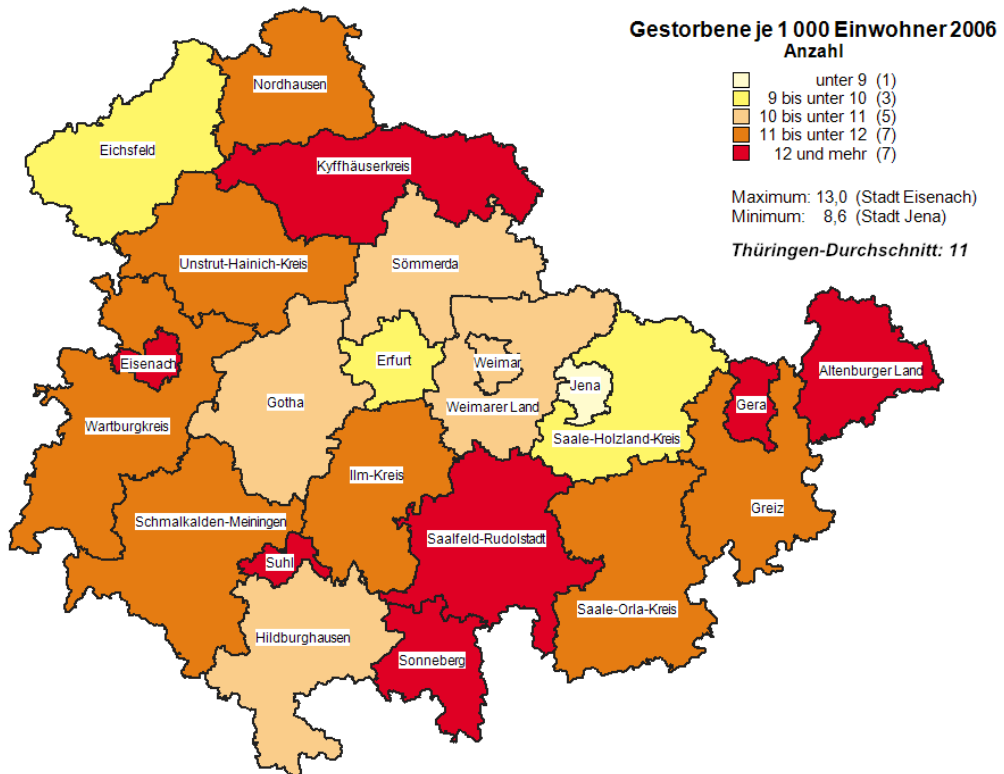 Gestorbene je 1 000 Einwohner 2006
Anzahl
unter 9 (1)
9 bis unter 10 (3)
10 bis unter 11 (5)
11 bis unter 12 (7)
12 und mehr (7)
Maximum: 13,0 (Stadt Eisenach)
Minimum: 8,6 (Stadt Jena)
Thüringen-Durchschnitt: 11
Nordhausen
Eichsfeld
Kyffhäuserkreis
Unstrut-Hainich-Kreis
Sömmerda
Eisenach
Erfurt
Weimar
Jena
Altenburger Land
Gotha
Weimarer Land
Gera
Wartburgkreis
Saale-Holzland-Kreis
Ilm-Kreis
Greiz
Schmalkalden-Meiningen
Saalfeld-Rudolstadt
Suhl
Saale-Orla-Kreis
Hildburghausen
Sonneberg